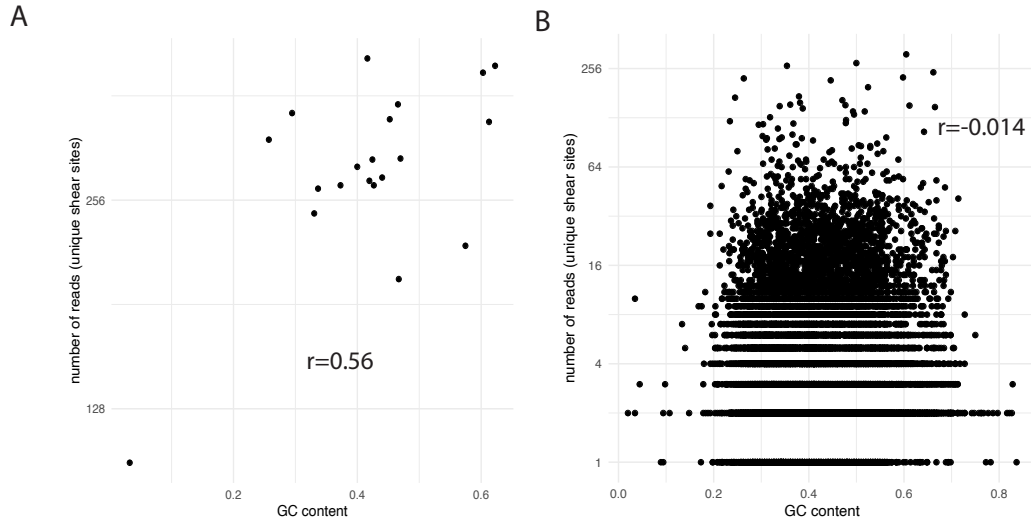 A
number of reads (unique shear sites)
256
128
r=0.56
0.2
0.4
0.6
GC content
B
number of reads (unique shear sites)
256
64
16
4
1
r=-0.014
0.0
0.2
0.4
0.6
0.8
GC content